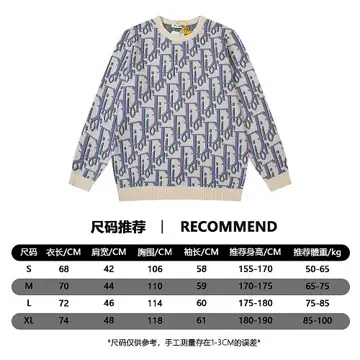 尺码推荐 | RECOMMEND
尺码 衣长/CM 肩宽/CM 胸围/CM 袖长/CM 推荐身高/CM 推荐體重/kg
S 68 42 106 58 155-170 50-65
M 70 44 110 59 170-175 65-75
L 72 46 114 60 175-180 75-85
XL 74 48 118 61 180-190 85-100
*尺码仅供参考，手工测量存在1-3CM的误差*